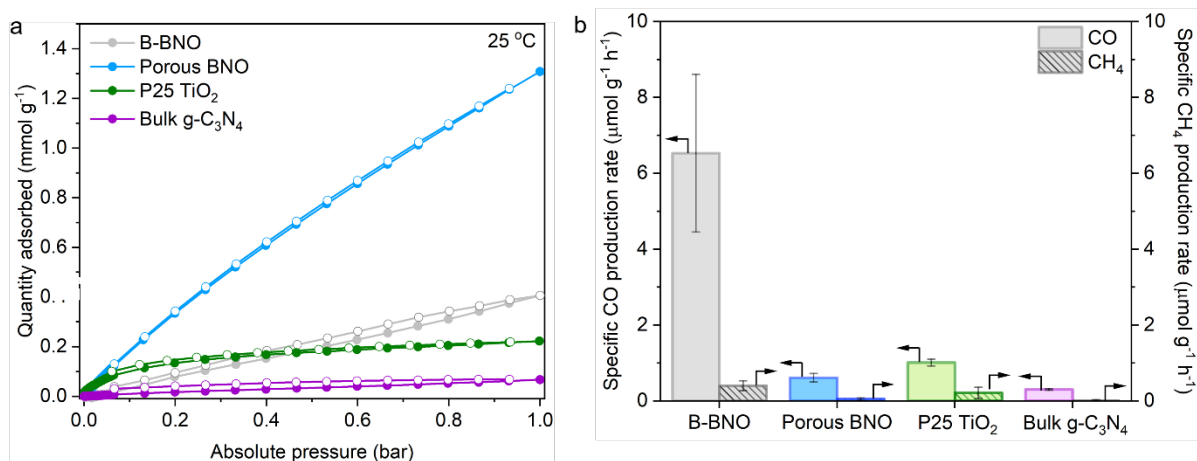 a
25 °C
B-BNO
Porous BNO
P25 TiO₂
Bulk g-C₃N₄
Quantity adsorbed (mmol g⁻¹)
1.4
1.2
1.0
0.8
0.6
0.2
0.0
0.0 0.2 0.4 0.6 0.8 1.0
Absolute pressure (bar)
b
CO
CH₄
Specific CO production rate (μmol g⁻¹ h⁻¹)
10
8
6
4
2
0
Specific CH₄ production rate (μmol g⁻¹ h⁻¹)
10
8
6
4
2
0
B-BNO Porous BNO P25 TiO₂ Bulk g-C₃N₄